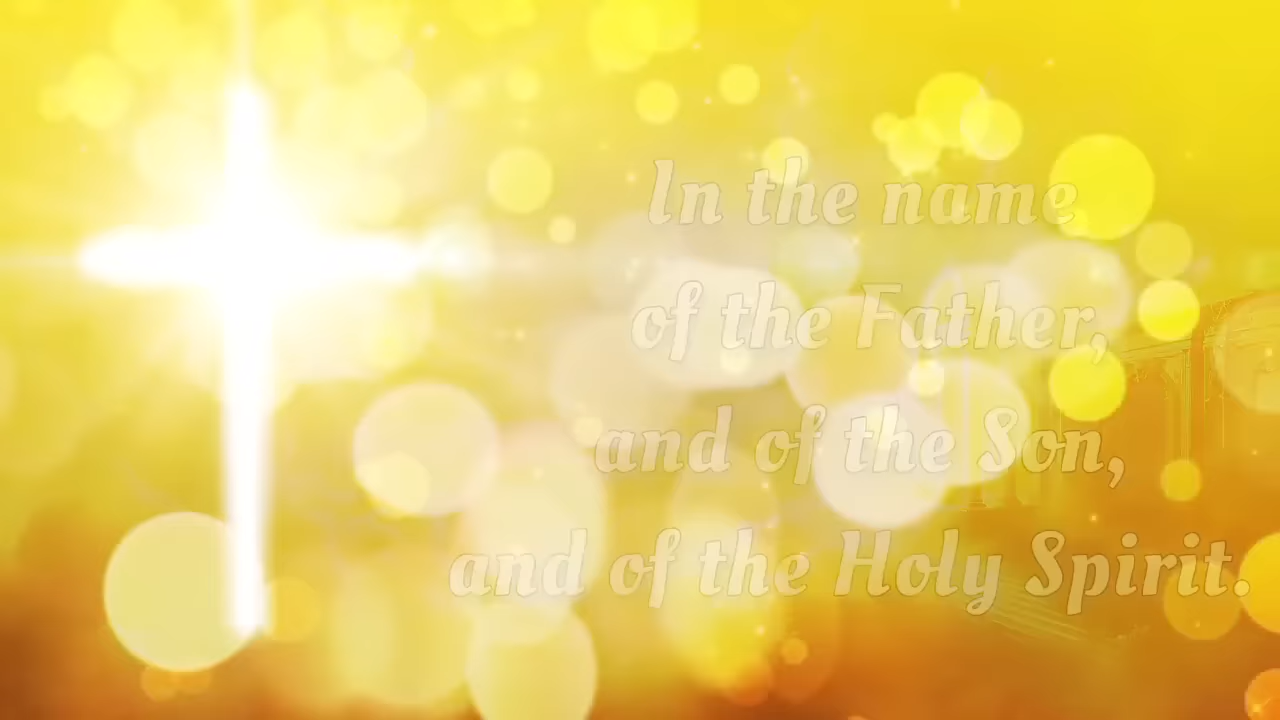 In the name
of the Father,
and of the Son,
and of the Holy Spirit.